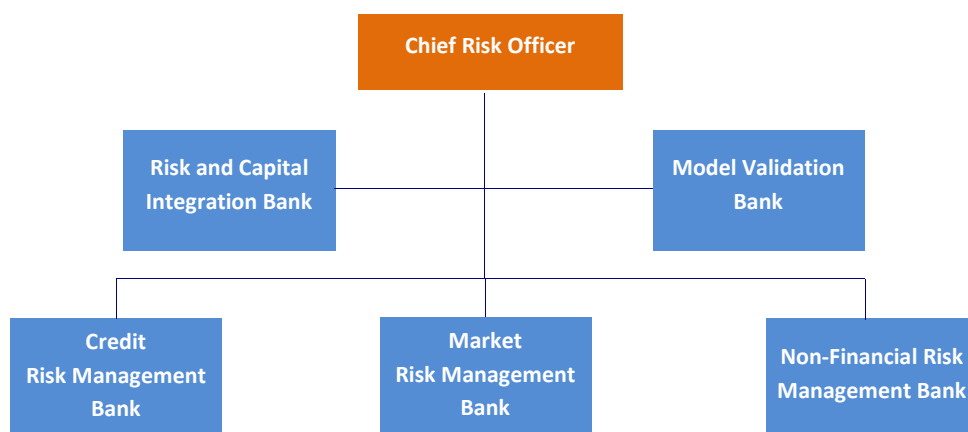 Chief Risk Officer
Risk and Capital
Integration Bank
Model Validation
Bank
Credit
Risk Management
Bank
Market
Risk Management
Bank
Non-Financial Risk
Management Bank